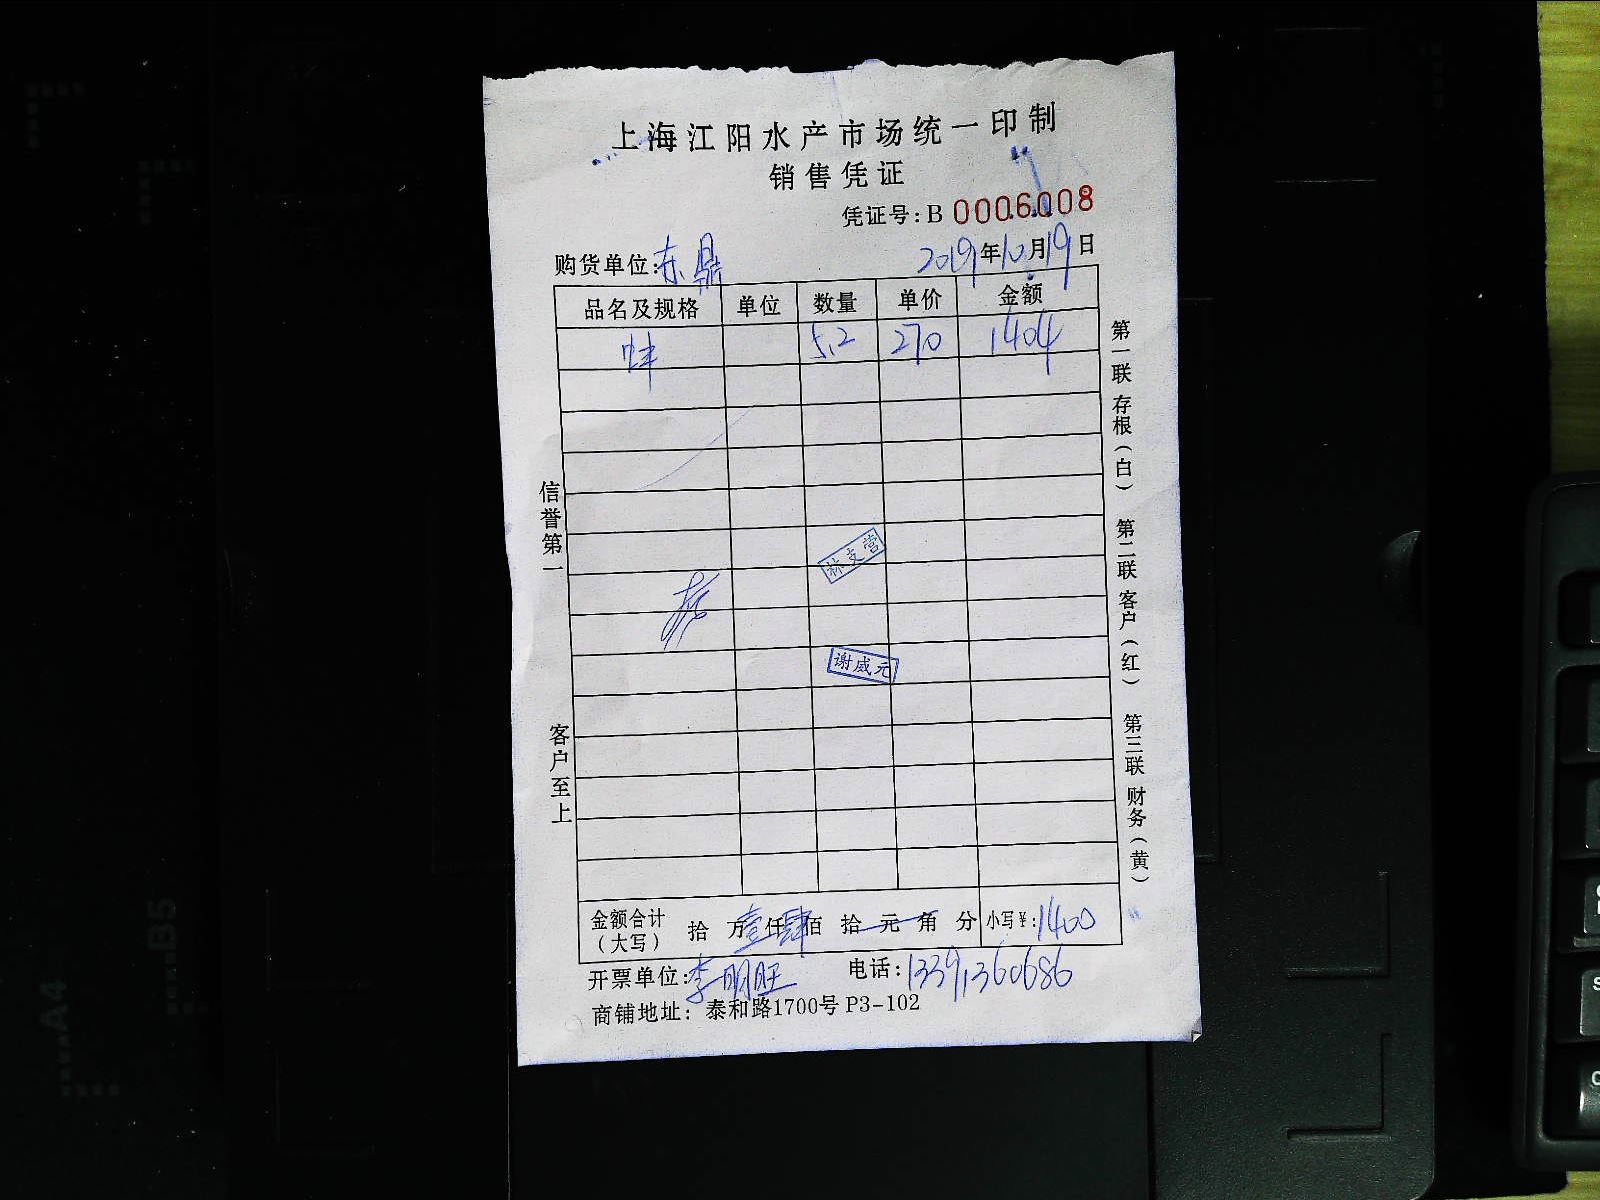 上海江阳水产市场统一印制
销售凭证
凭证号：B 0006008
购货单位：东鼎 2019年10月19日
品名及规格 单位 数量 单价 金额
蚌 5.2 270 1404
林支营
谢威元
信誉第一
客户至上
第一联 存根（白） 第二联 客户（红） 第三联 财务（黄）
金额合计（大写） 拾 万 壹仟 肆佰 拾 元 角 分 小写¥：1400
开票单位：李明旺 电话：13391360686
商铺地址：泰和路1700号 P3-102
A4
B5